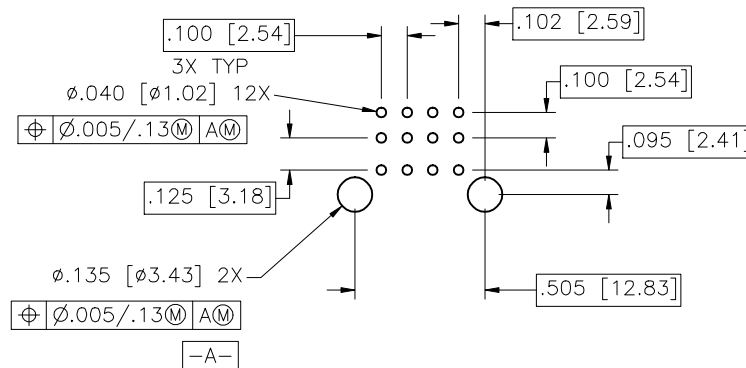 .100 [2.54]
.102 [2.59]
3X TYP
ø.040 [ø1.02] 12X
.100 [2.54]
⌖ Ø.005/.13Ⓜ AⓂ
.095 [2.41]
.125 [3.18]
ø.135 [ø3.43] 2X
.505 [12.83]
⌖ Ø.005/.13Ⓜ AⓂ
-A-